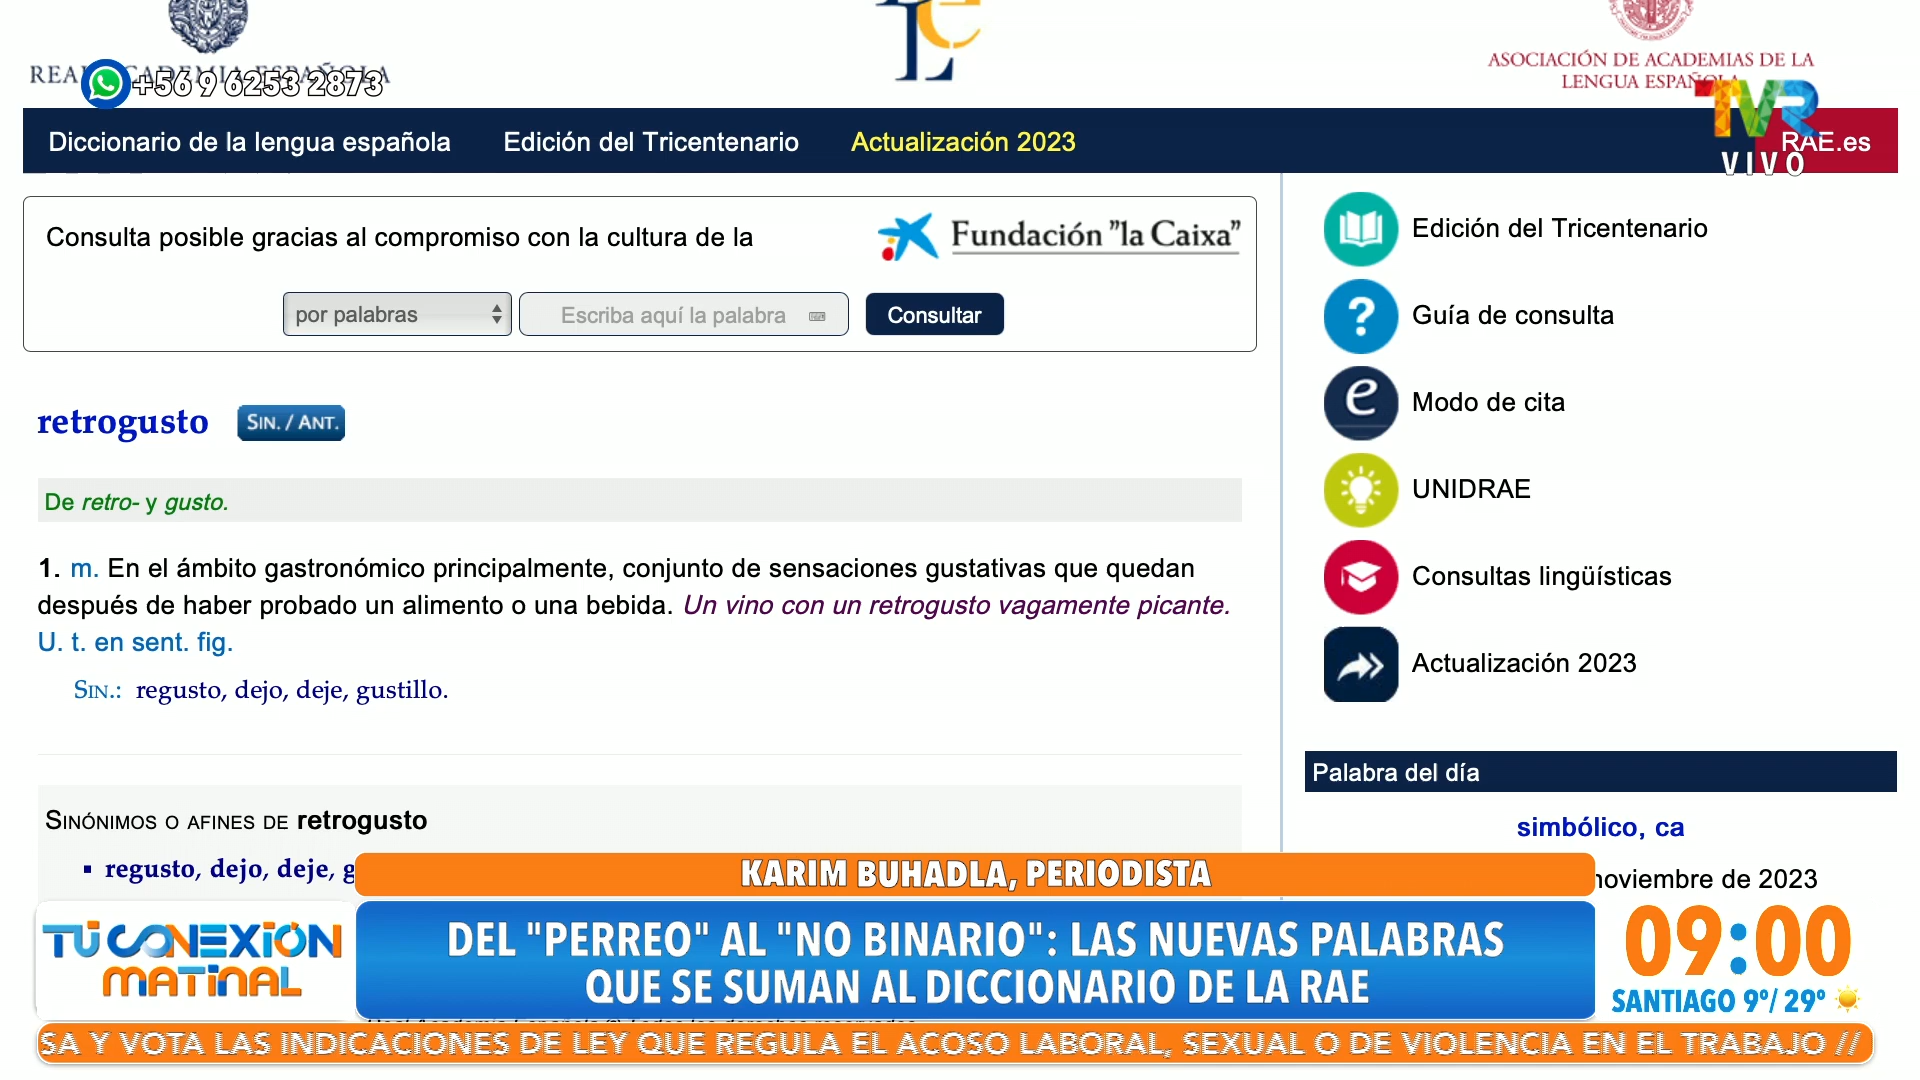 REAL ACADEMIA ESPAÑOLA
+56 9 6253 2873
ASOCIACIÓN DE ACADEMIAS DE LA
LENGUA ESPAÑOLA
TVR
VIVO
Diccionario de la lengua española
Edición del Tricentenario
Actualización 2023
RAE.es
Consulta posible gracias al compromiso con la cultura de la
Fundación "la Caixa"
por palabras
Escriba aquí la palabra
Consultar
Edición del Tricentenario
Guía de consulta
Modo de cita
UNIDRAE
Consultas lingüísticas
Actualización 2023
retrogusto
SIN. / ANT.
De retro- y gusto.
1. m. En el ámbito gastronómico principalmente, conjunto de sensaciones gustativas que quedan
después de haber probado un alimento o una bebida. Un vino con un retrogusto vagamente picante.
U. t. en sent. fig.
SIN.: regusto, dejo, deje, gustillo.
SINÓNIMOS O AFINES DE retrogusto
regusto, dejo, deje, g
Palabra del día
simbólico, ca
noviembre de 2023
KARIM BUHADLA, PERIODISTA
TÚ CONEXIÓN
MATINAL
DEL "PERREO" AL "NO BINARIO": LAS NUEVAS PALABRAS
QUE SE SUMAN AL DICCIONARIO DE LA RAE
09:00
SANTIAGO 9º/ 29º
SA Y VOTA LAS INDICACIONES DE LEY QUE REGULA EL ACOSO LABORAL, SEXUAL O DE VIOLENCIA EN EL TRABAJO //